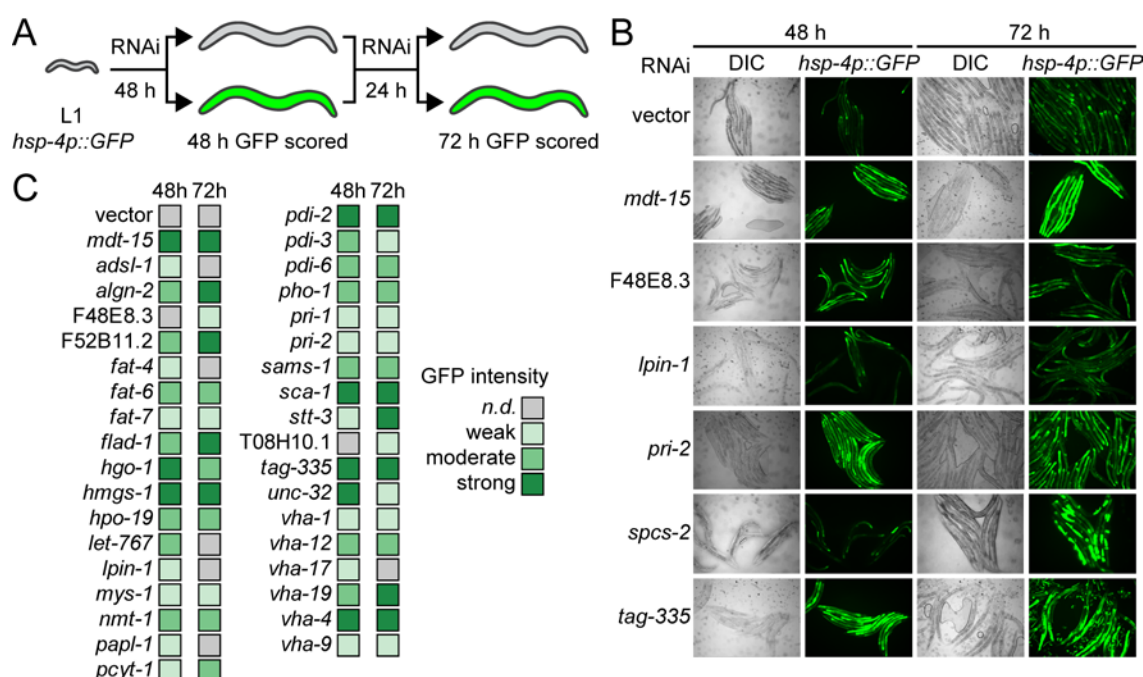 A
RNAi
RNAi
48 h
24 h
L1
hsp-4p::GFP
48 h GFP scored
72 h GFP scored
B
48 h
72 h
RNAi
DIC
hsp-4p::GFP
DIC
hsp-4p::GFP
vector
mdt-15
F48E8.3
lpin-1
pri-2
spcs-2
tag-335
C
48h 72h
vector
mdt-15
adsl-1
algn-2
F48E8.3
F52B11.2
fat-4
fat-6
fat-7
flad-1
hgo-1
hmgs-1
hpo-19
let-767
lpin-1
mys-1
nmt-1
papl-1
pcyt-1
48h 72h
pdi-2
pdi-3
pdi-6
pho-1
pri-1
pri-2
sams-1
sca-1
stt-3
T08H10.1
tag-335
unc-32
vha-1
vha-12
vha-17
vha-19
vha-4
vha-9
GFP intensity
n.d.
weak
moderate
strong